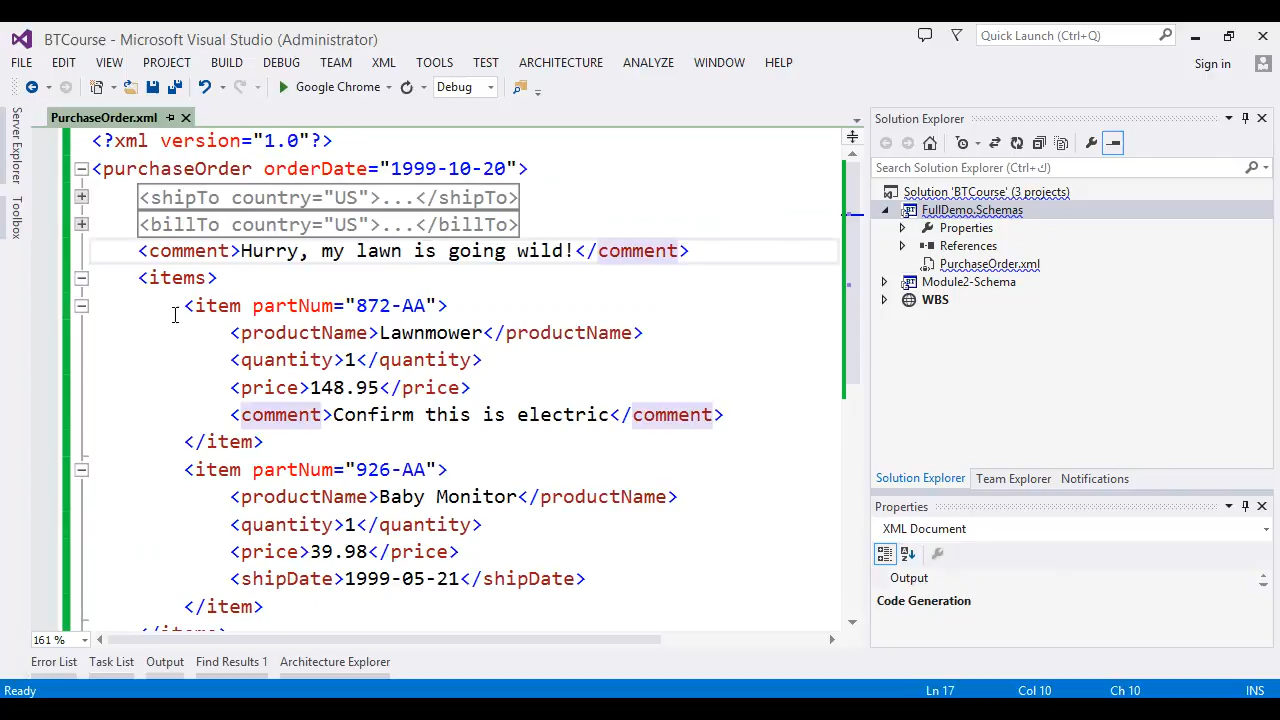 BTCourse - Microsoft Visual Studio (Administrator)
Quick Launch (Ctrl+Q)
FILE EDIT VIEW PROJECT BUILD DEBUG TEAM XML TOOLS TEST ARCHITECTURE ANALYZE WINDOW HELP
Sign in
Google Chrome
Debug
Server Explorer
Toolbox
PurchaseOrder.xml
<?xml version="1.0"?>
<purchaseOrder orderDate="1999-10-20">
<shipTo country="US">...</shipTo>
<billTo country="US">...</billTo>
<comment>Hurry, my lawn is going wild!</comment>
<items>
<item partNum="872-AA">
<productName>Lawnmower</productName>
<quantity>1</quantity>
<price>148.95</price>
<comment>Confirm this is electric</comment>
</item>
<item partNum="926-AA">
<productName>Baby Monitor</productName>
<quantity>1</quantity>
<price>39.98</price>
<shipDate>1999-05-21</shipDate>
</item>
</items>
161 %
Solution Explorer
Search Solution Explorer (Ctrl+;)
Solution 'BTCourse' (3 projects)
FullDemo.Schemas
Properties
References
PurchaseOrder.xml
Module2-Schema
WBS
Solution Explorer Team Explorer Notifications
Properties
XML Document
Output
Code Generation
Error List Task List Output Find Results 1 Architecture Explorer
Ready Ln 17 Col 10 Ch 10 INS